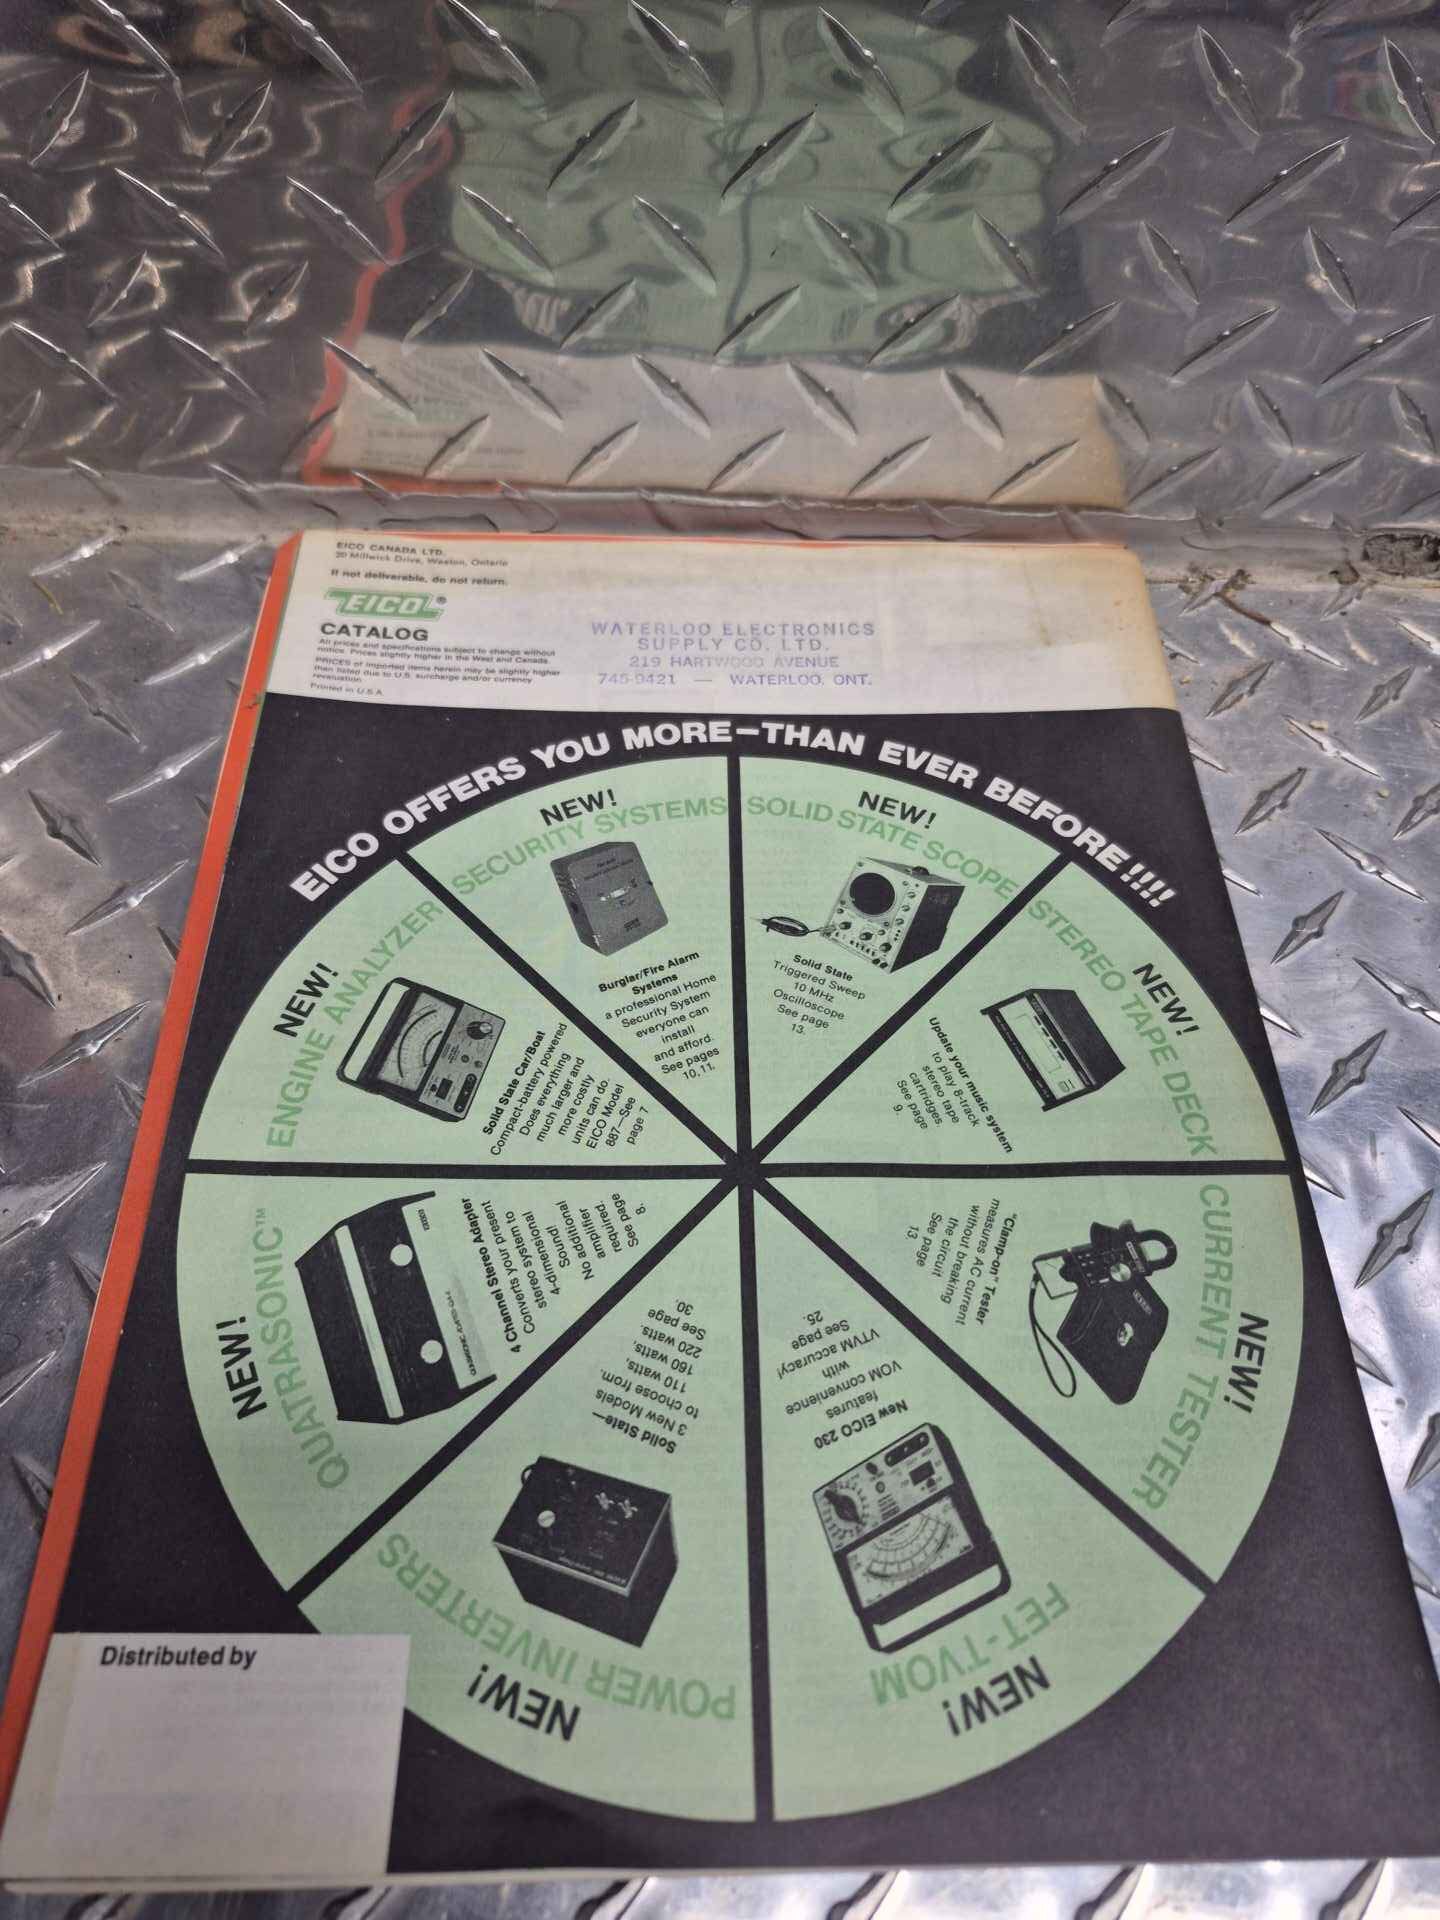 EICO CANADA LTD.
20 Millwick Drive, Weston, Ontario
If not deliverable, do not return.
EICO®
CATALOG
All prices and specifications subject to change without
notice. Prices slightly higher in the West and Canada.
PRICES of imported items herein may be slightly higher
than listed due to U.S. surcharge and/or currency
revaluation.
Printed in U.S.A.
WATERLOO ELECTRONICS
SUPPLY CO. LTD.
219 HARTWOOD AVENUE
745-9421 — WATERLOO, ONT.
EICO OFFERS YOU MORE—THAN EVER BEFORE!!!!
NEW!
SECURITY SYSTEMS
Burglar/Fire Alarm
Systems
a professional Home
Security System
everyone can
install
and afford.
See pages
10, 11.
NEW!
SOLID STATE SCOPE
Solid State
Triggered Sweep
10 MHz
Oscilloscope
See page
13.
NEW!
STEREO TAPE DECK
Update your music system
to play 8-track
stereo tape
cartridges
See page
9.
NEW!
CURRENT TESTER
"Clamp-on" Tester
measures AC current
without breaking
the circuit
See page
13
NEW!
FET-TVOM
New EICO 230
features
VOM convenience
with
VTVM accuracy!
See page
25.
NEW!
POWER INVERTERS
Solid State—
3 New Models
to choose from.
110 watts,
160 watts,
220 watts.
See page
30.
NEW!
QUATRASONIC™
4 Channel Stereo Adapter
Converts your present
stereo system to
4-dimensional
Sound!
No additional
amplifier
required.
See page
8.
NEW!
ENGINE ANALYZER
Solid State Car/Boat
Compact-battery powered
Does everything
much larger and
more costly
units can do.
EICO Model
887—See
page 7
Distributed by